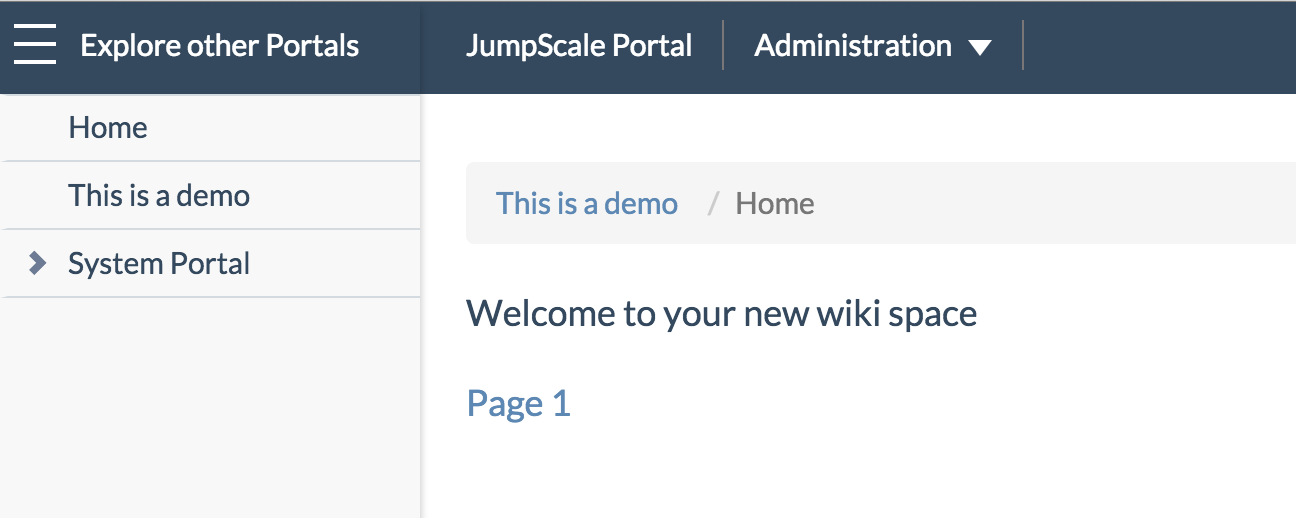 Explore other Portals
JumpScale Portal
Administration
Home
This is a demo
System Portal
This is a demo / Home
Welcome to your new wiki space
Page 1